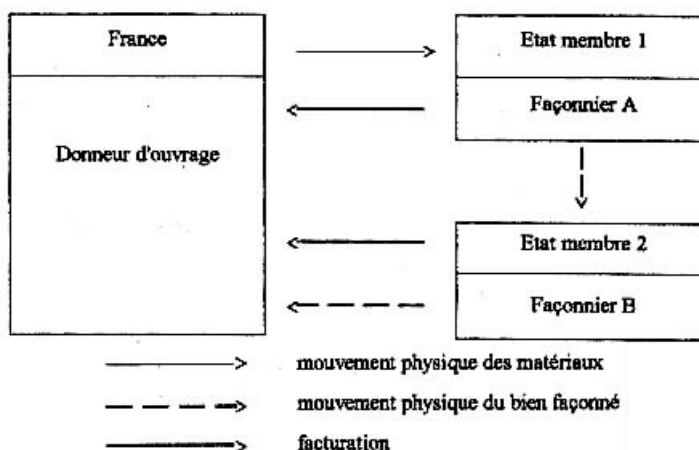 France
Etat membre 1
Façonnier A
Donneur d'ouvrage
Etat membre 2
Façonnier B
mouvement physique des matériaux
mouvement physique du bien façonné
facturation